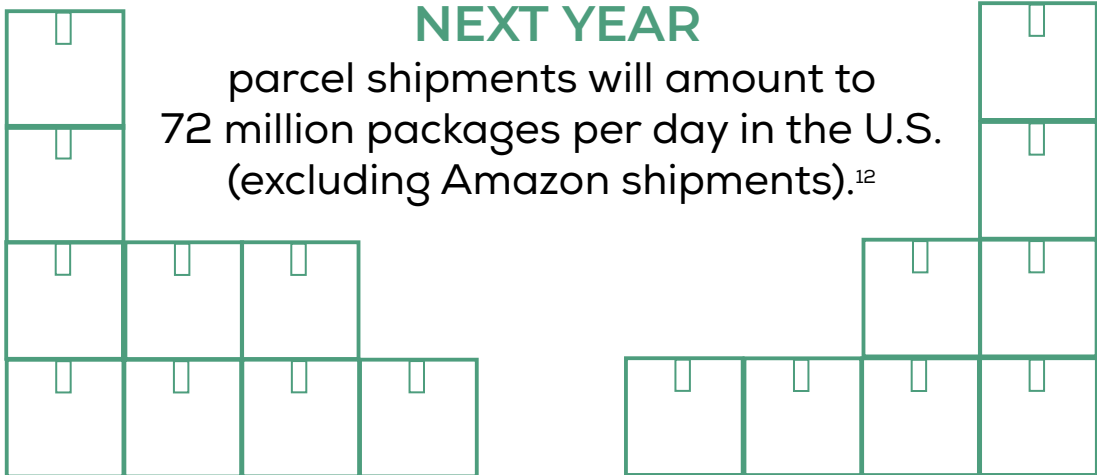 NEXT YEAR
parcel shipments will amount to
72 million packages per day in the U.S.
(excluding Amazon shipments).¹²